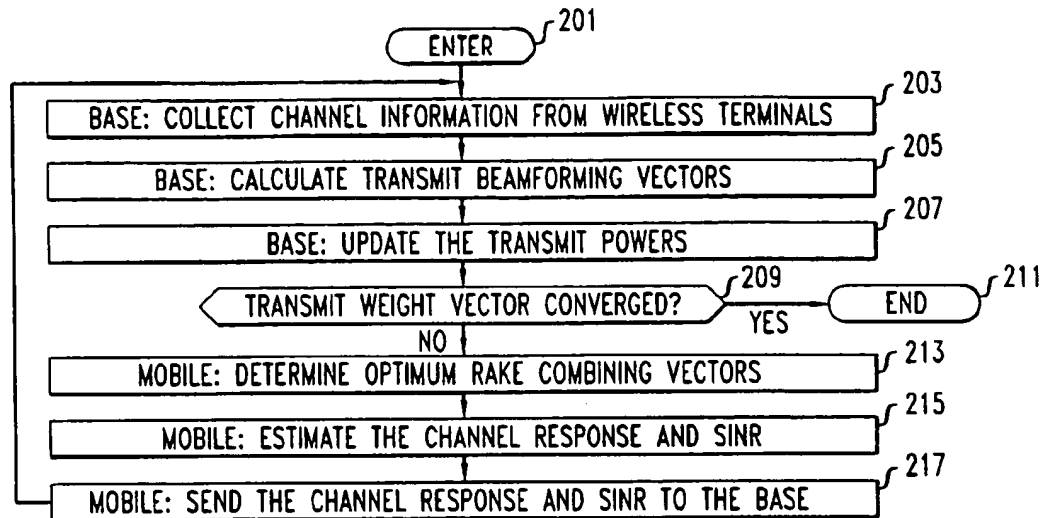 ENTER
201
BASE: COLLECT CHANNEL INFORMATION FROM WIRELESS TERMINALS
203
BASE: CALCULATE TRANSMIT BEAMFORMING VECTORS
205
BASE: UPDATE THE TRANSMIT POWERS
207
TRANSMIT WEIGHT VECTOR CONVERGED?
209
YES
END
211
NO
MOBILE: DETERMINE OPTIMUM RAKE COMBINING VECTORS
213
MOBILE: ESTIMATE THE CHANNEL RESPONSE AND SINR
215
MOBILE: SEND THE CHANNEL RESPONSE AND SINR TO THE BASE
217